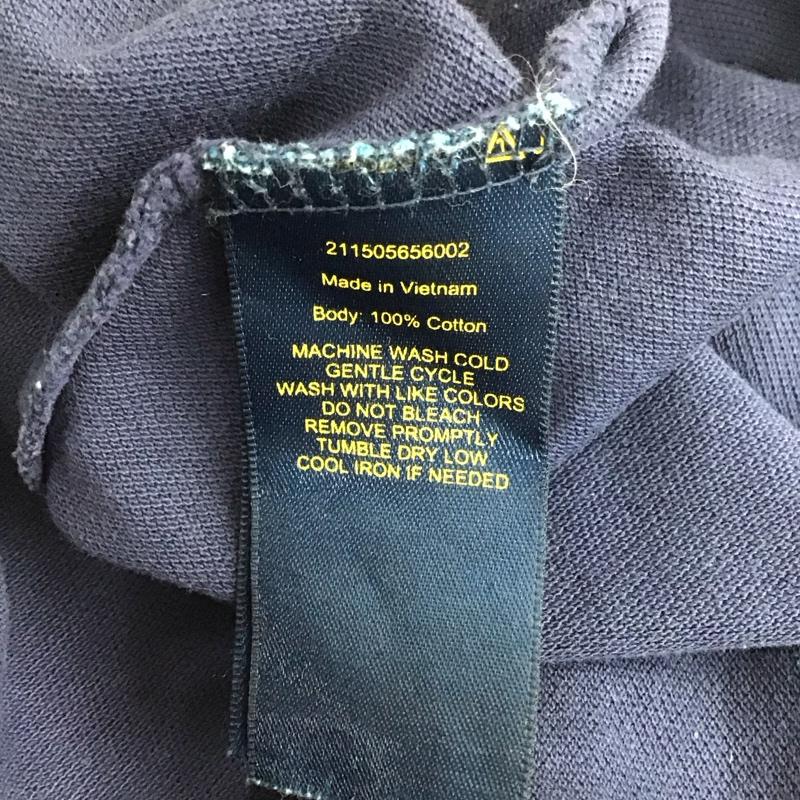 211505656002
Made in Vietnam
Body: 100% Cotton
MACHINE WASH COLD
GENTLE CYCLE
WASH WITH LIKE COLORS
DO NOT BLEACH
REMOVE PROMPTLY
TUMBLE DRY LOW
COOL IRON IF NEEDED